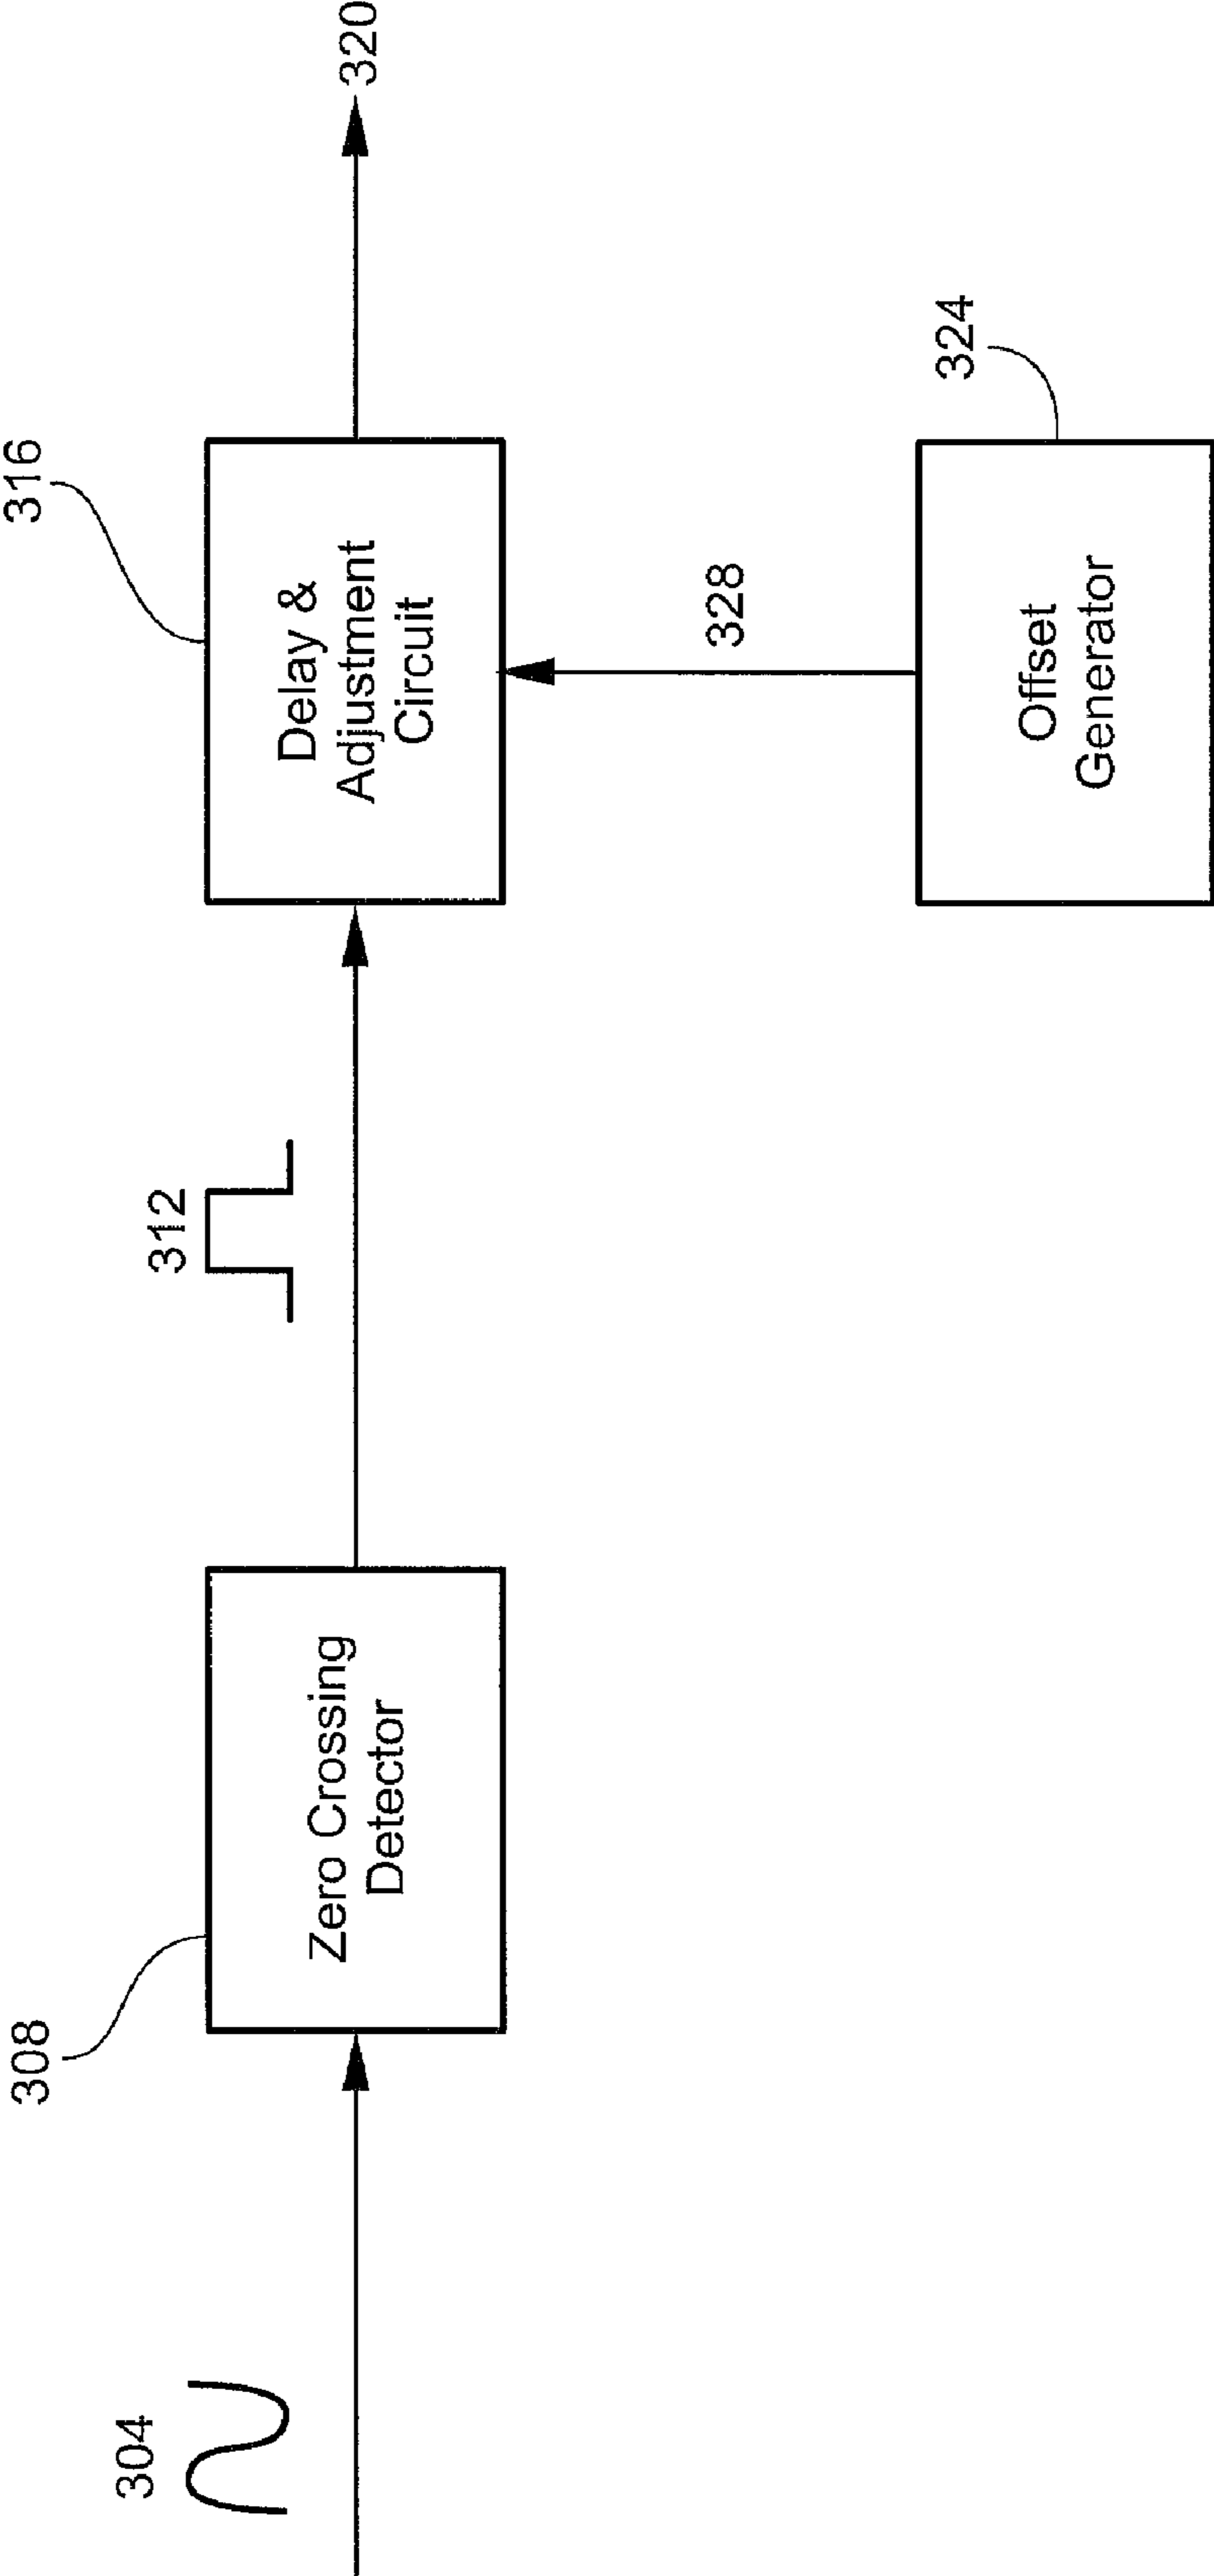 304
308
Zero Crossing
Detector
312
316
Delay &
Adjustment
Circuit
320
328
324
Offset
Generator